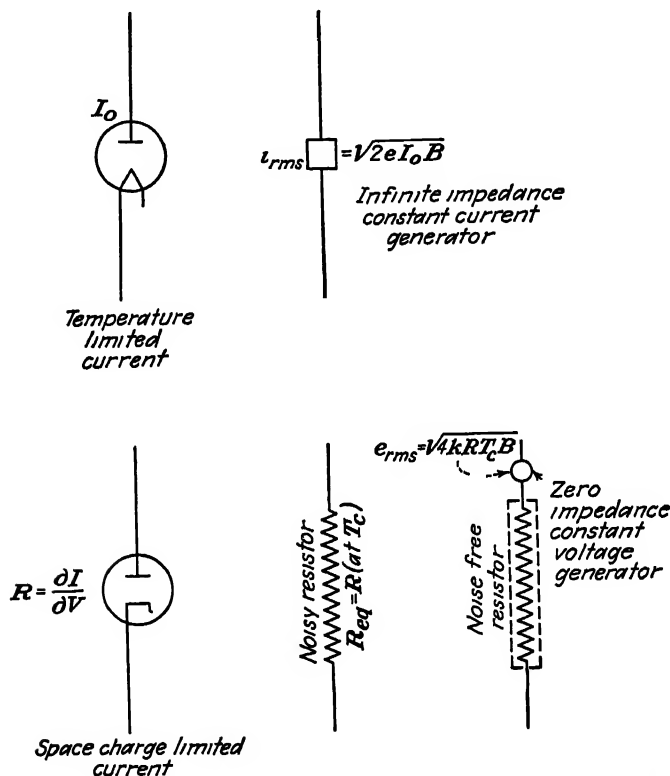 I₀
i_rms = √2eI₀B
Infinite impedance
constant current
generator
Temperature
limited
current
e_rms = √4kRT_cB
Zero
impedance
constant
voltage
generator
Noisy resistor
R_eq = R (at T_c)
Noise free
resistor
R = ∂I/∂V
Space charge limited
current